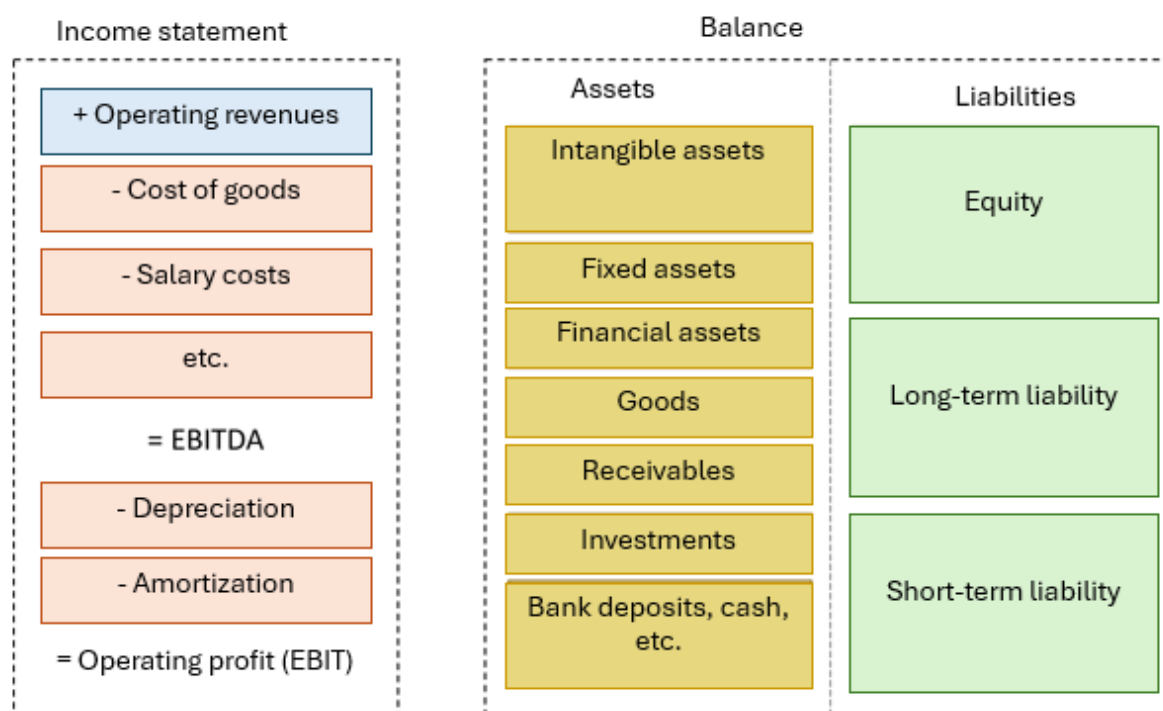 Income statement
+ Operating revenues
- Cost of goods
- Salary costs
etc.
= EBITDA
- Depreciation
- Amortization
= Operating profit (EBIT)
Balance
Assets
Intangible assets
Fixed assets
Financial assets
Goods
Receivables
Investments
Bank deposits, cash,
etc.
Liabilities
Equity
Long-term liability
Short-term liability